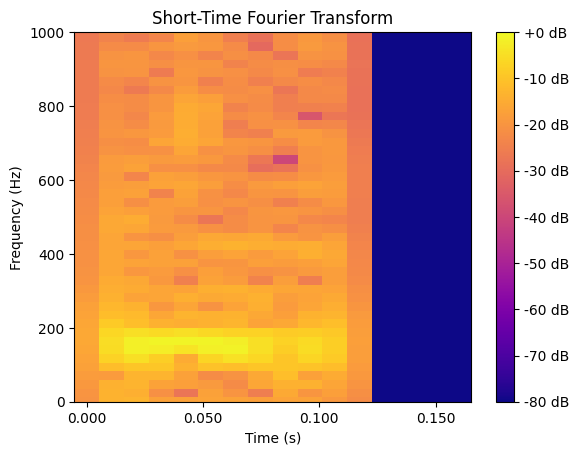 Short-Time Fourier Transform
1000
800
600
400
200
0
Frequency (Hz)
0.000
0.050
0.100
0.150
Time (s)
+0 dB
-10 dB
-20 dB
-30 dB
-40 dB
-50 dB
-60 dB
-70 dB
-80 dB